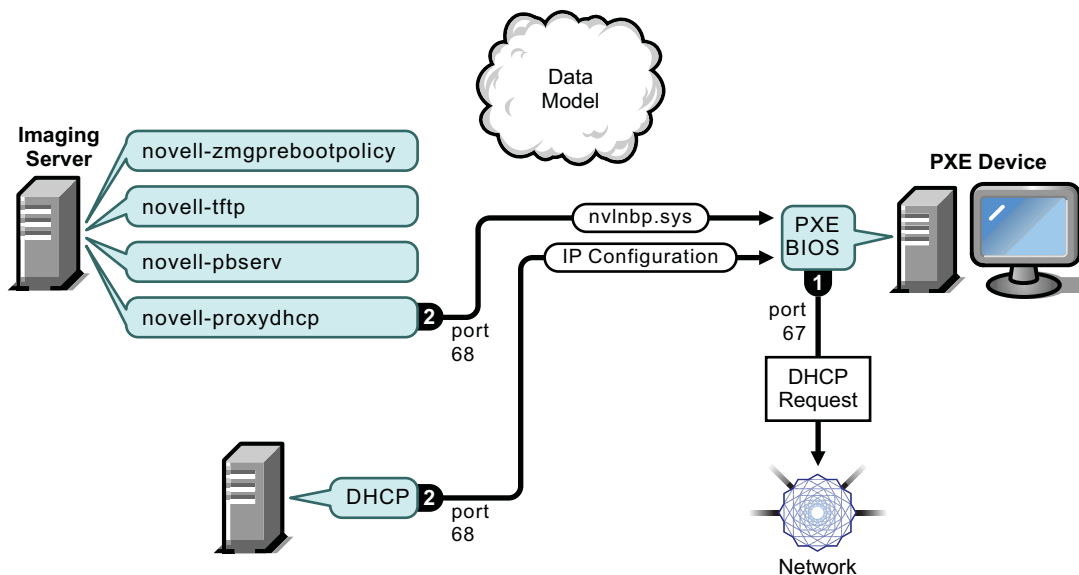 Data
Model
Imaging
Server
novell-zmgprebootpolicy
novell-tftp
novell-pbserv
novell-proxydhcp
2
port
68
nvlnbp.sys
IP Configuration
PXE Device
PXE
BIOS
1
port
67
DHCP
Request
Network
DHCP
2
port
68